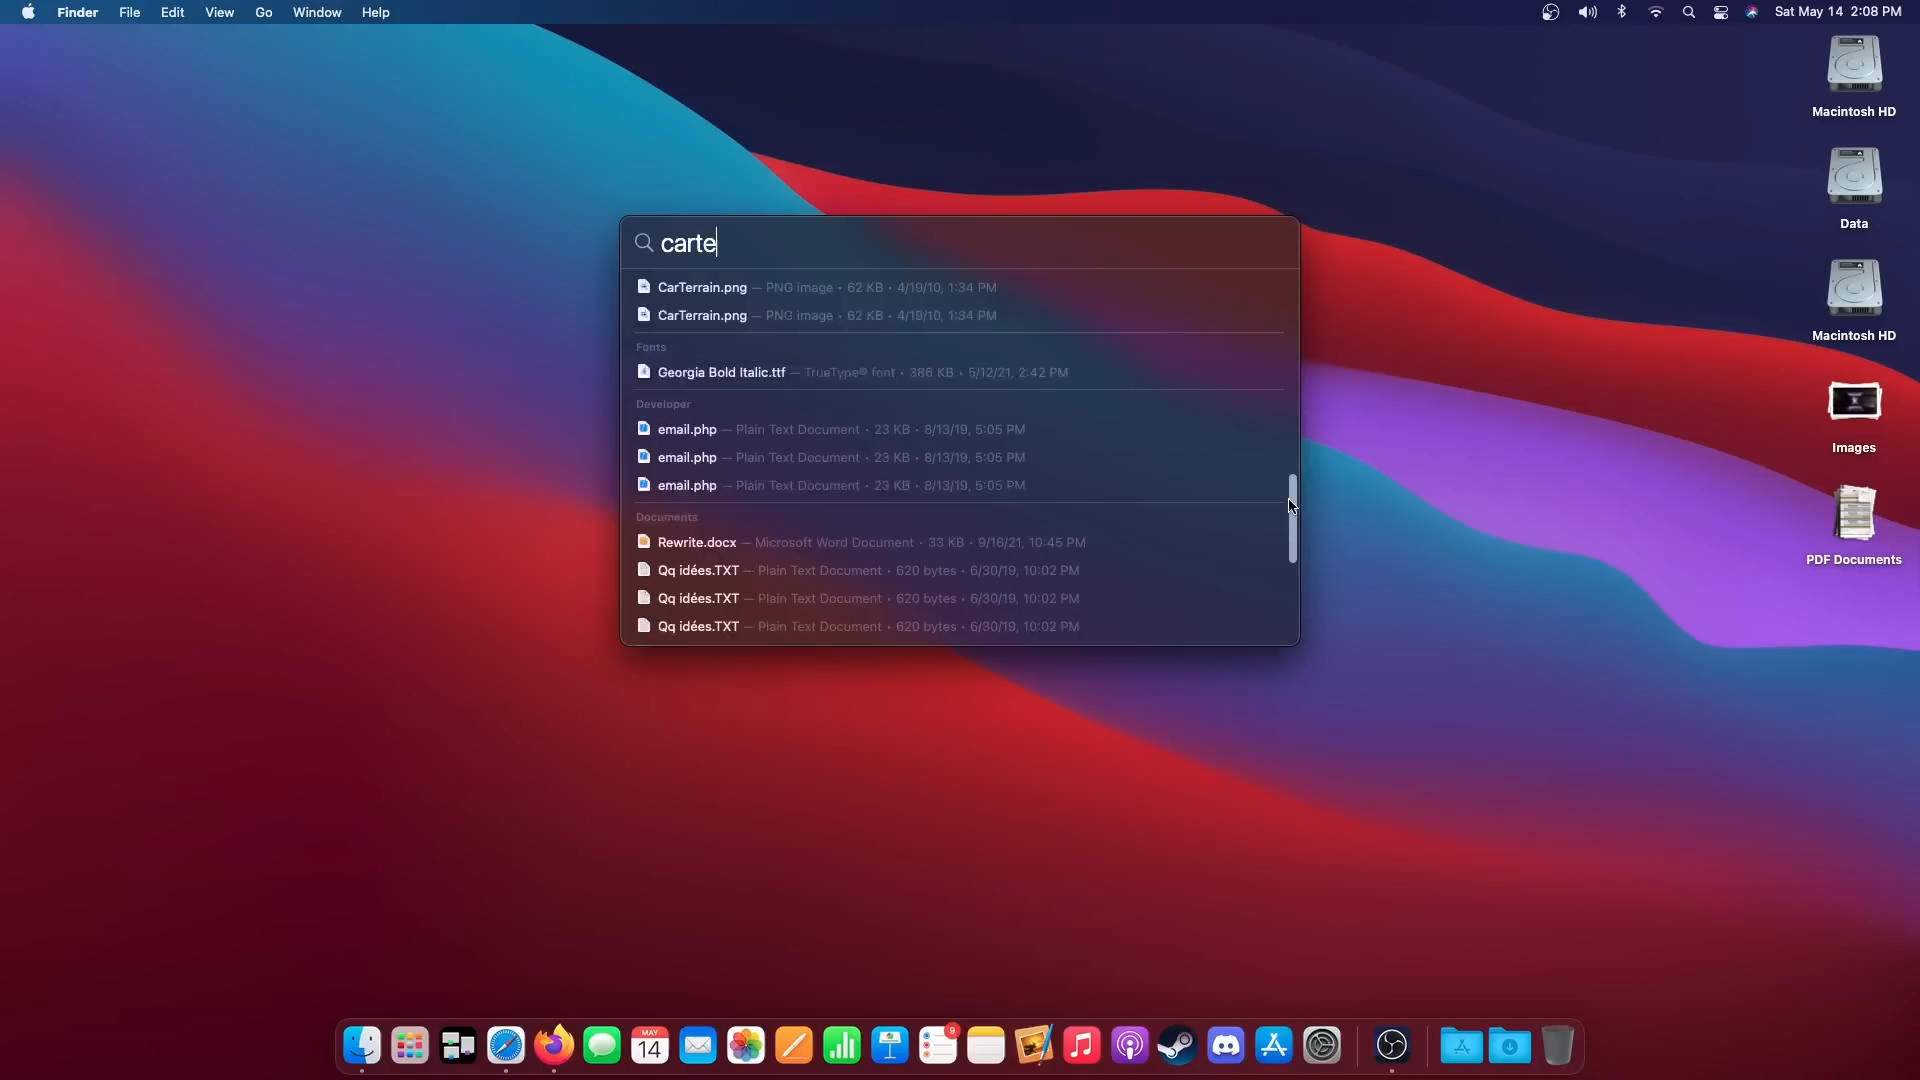 Finder File Edit View Go Window Help Sat May 14 2:08 PM
Macintosh HD
Data
Macintosh HD
Images
PDF Documents
carte
CarTerrain.png — PNG image • 62 KB • 4/19/10, 1:34 PM
CarTerrain.png — PNG image • 62 KB • 4/19/10, 1:34 PM
Fonts
Georgia Bold Italic.ttf — TrueType® font • 386 KB • 5/12/21, 2:42 PM
Developer
email.php — Plain Text Document • 23 KB • 8/13/19, 5:05 PM
email.php — Plain Text Document • 23 KB • 8/13/19, 5:05 PM
email.php — Plain Text Document • 23 KB • 8/13/19, 5:05 PM
Documents
Rewrite.docx — Microsoft Word Document • 33 KB • 9/16/21, 10:45 PM
Qq idées.TXT — Plain Text Document • 620 bytes • 6/30/19, 10:02 PM
Qq idées.TXT — Plain Text Document • 620 bytes • 6/30/19, 10:02 PM
Qq idées.TXT — Plain Text Document • 620 bytes • 6/30/19, 10:02 PM
MAY
14
9